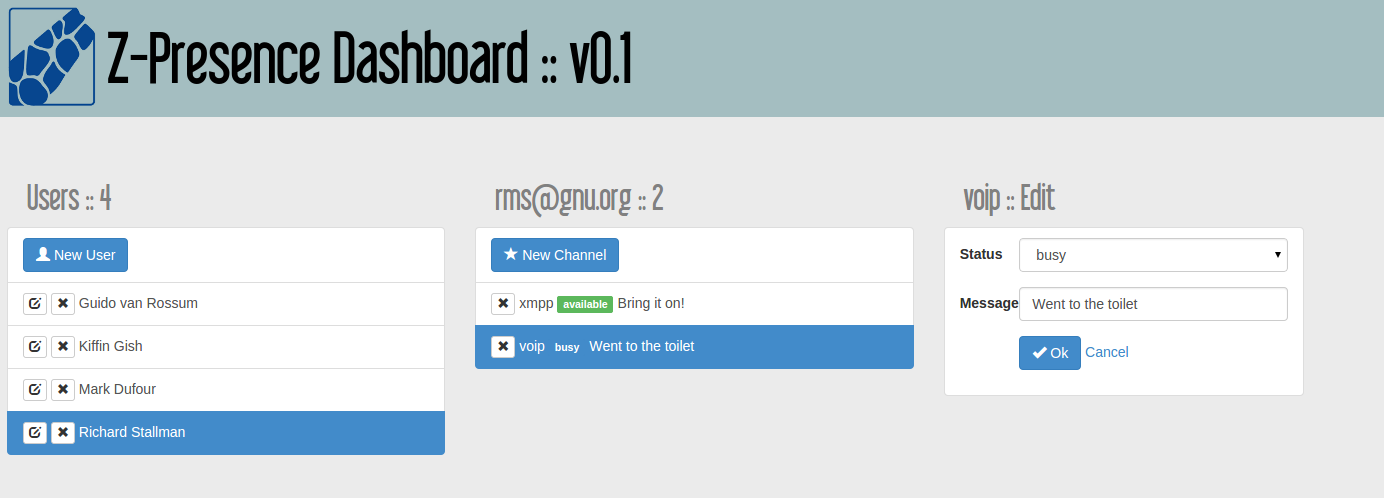 Z-Presence Dashboard :: v0.1
Users :: 4
New User
Guido van Rossum
Kiffin Gish
Mark Dufour
Richard Stallman
rms@gnu.org :: 2
New Channel
xmpp available Bring it on!
voip busy Went to the toilet
voip :: Edit
Status busy
Message Went to the toilet
Ok Cancel